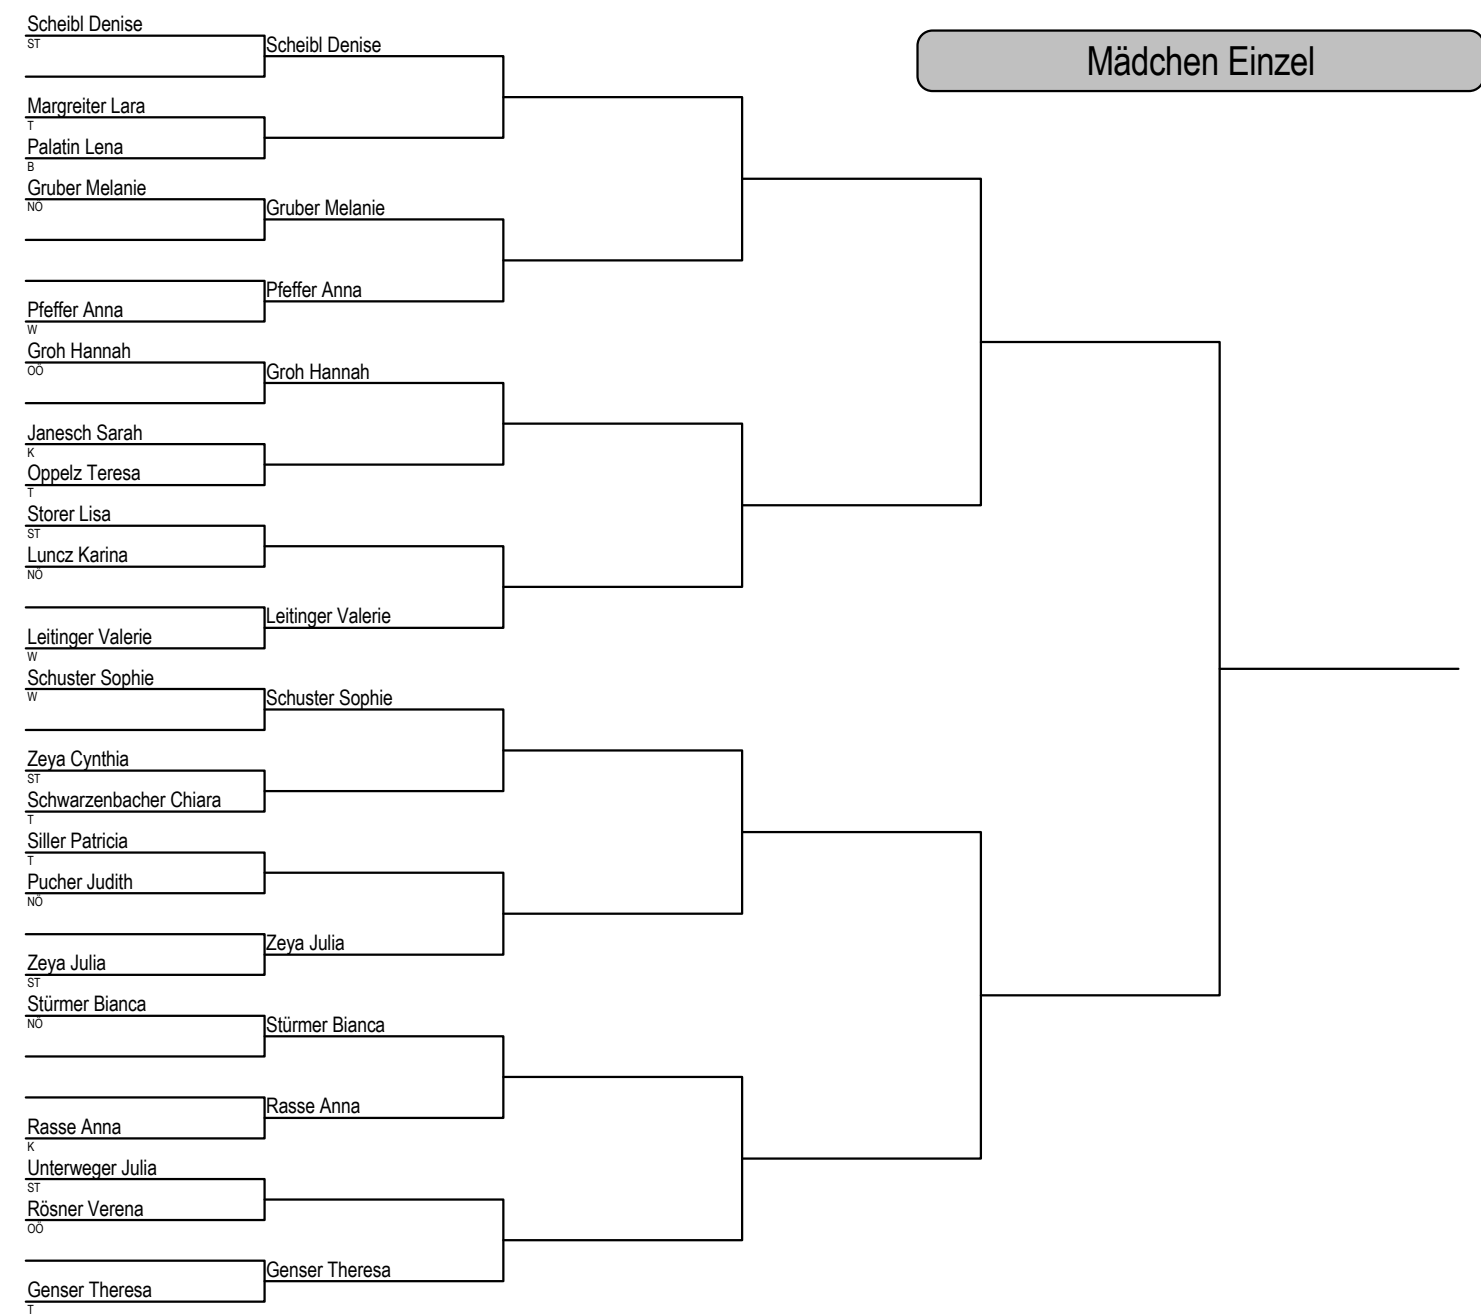 Scheibl Denise
ST
Scheibl Denise
Mädchen Einzel
Margreiter Lara
T
Palatin Lena
B
Gruber Melanie
NÖ
Gruber Melanie
Pfeffer Anna
Pfeffer Anna
W
Groh Hannah
OÖ
Groh Hannah
Janesch Sarah
K
Oppelz Teresa
T
Storer Lisa
ST
Luncz Karina
NÖ
Leitinger Valerie
Leitinger Valerie
W
Schuster Sophie
W
Schuster Sophie
Zeya Cynthia
ST
Schwarzenbacher Chiara
T
Siller Patricia
T
Pucher Judith
NÖ
Zeya Julia
Zeya Julia
ST
Stürmer Bianca
NÖ
Stürmer Bianca
Rasse Anna
Rasse Anna
K
Unterweger Julia
ST
Rösner Verena
OÖ
Genser Theresa
Genser Theresa
T